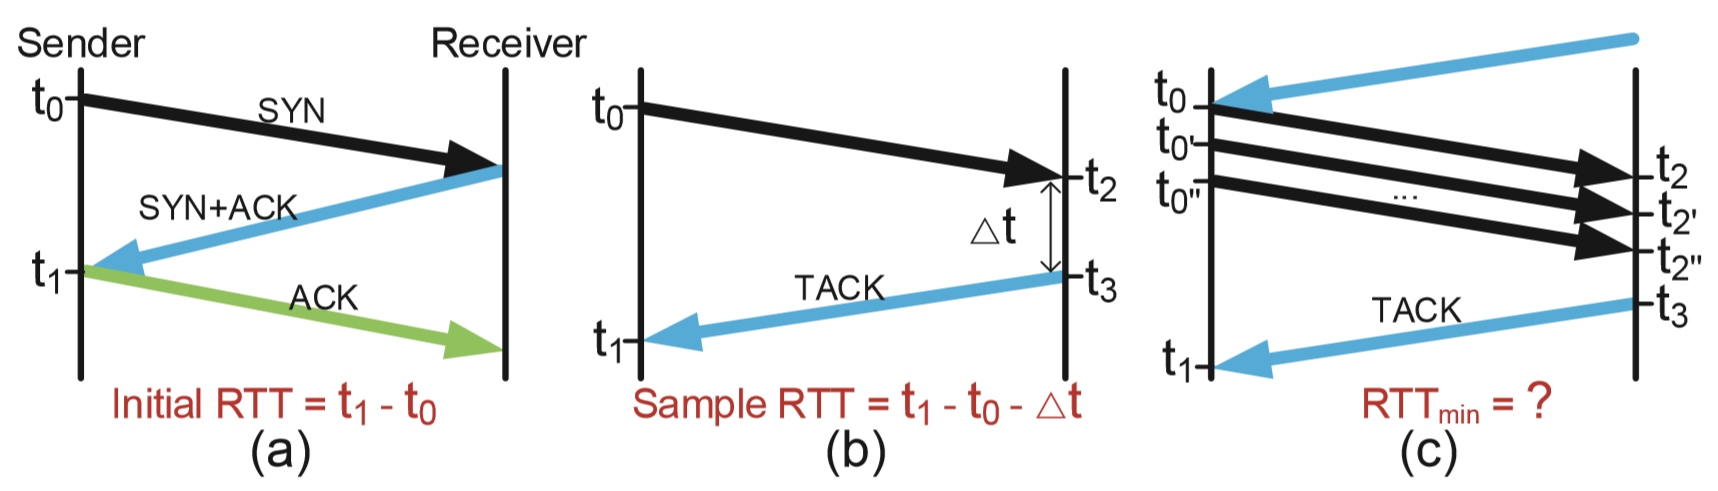 Sender Receiver
t0
SYN
SYN+ACK
t1
ACK
Initial RTT = t1 - t0
(a)
t0
t2
△t
TACK
t3
t1
Sample RTT = t1 - t0 - △t
(b)
t0
t0'
t0"
...
t2
t2'
t2"
TACK
t3
t1
RTTmin = ?
(c)